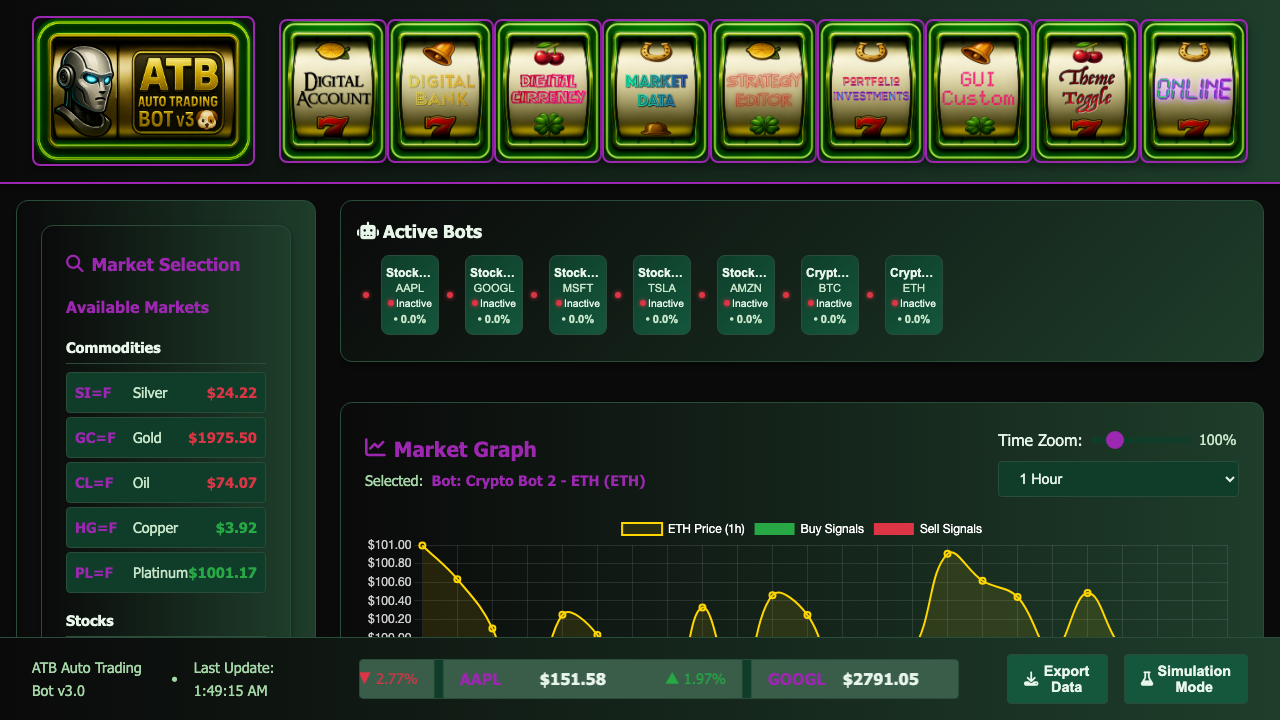 ATB
AUTO TRADING
BOT v3
DIGITAL
ACCOUNT
DIGITAL
BANK
DIGITAL
CURRENCY
MARKET
DATA
STRATEGY
EDITOR
PORTFOLIO
INVESTMENTS
GUI
Custom
Theme
Toggle
ONLINE
Market Selection
Available Markets
Commodities
SI=F Silver $24.22
GC=F Gold $1975.50
CL=F Oil $74.07
HG=F Copper $3.92
PL=F Platinum $1001.17
Stocks
Active Bots
Stock...
AAPL
Inactive
• 0.0%
Stock...
GOOGL
Inactive
• 0.0%
Stock...
MSFT
Inactive
• 0.0%
Stock...
TSLA
Inactive
• 0.0%
Stock...
AMZN
Inactive
• 0.0%
Crypt...
BTC
Inactive
• 0.0%
Crypt...
ETH
Inactive
• 0.0%
Market Graph
Selected: Bot: Crypto Bot 2 - ETH (ETH)
Time Zoom: 100%
1 Hour
ETH Price (1h) Buy Signals Sell Signals
$101.00
$100.80
$100.60
$100.40
$100.20
$100.00
ATB Auto Trading
Bot v3.0
•
Last Update:
1:49:15 AM
▼ 2.77%
AAPL $151.58 ▲ 1.97%
GOOGL $2791.05
Export
Data
Simulation
Mode